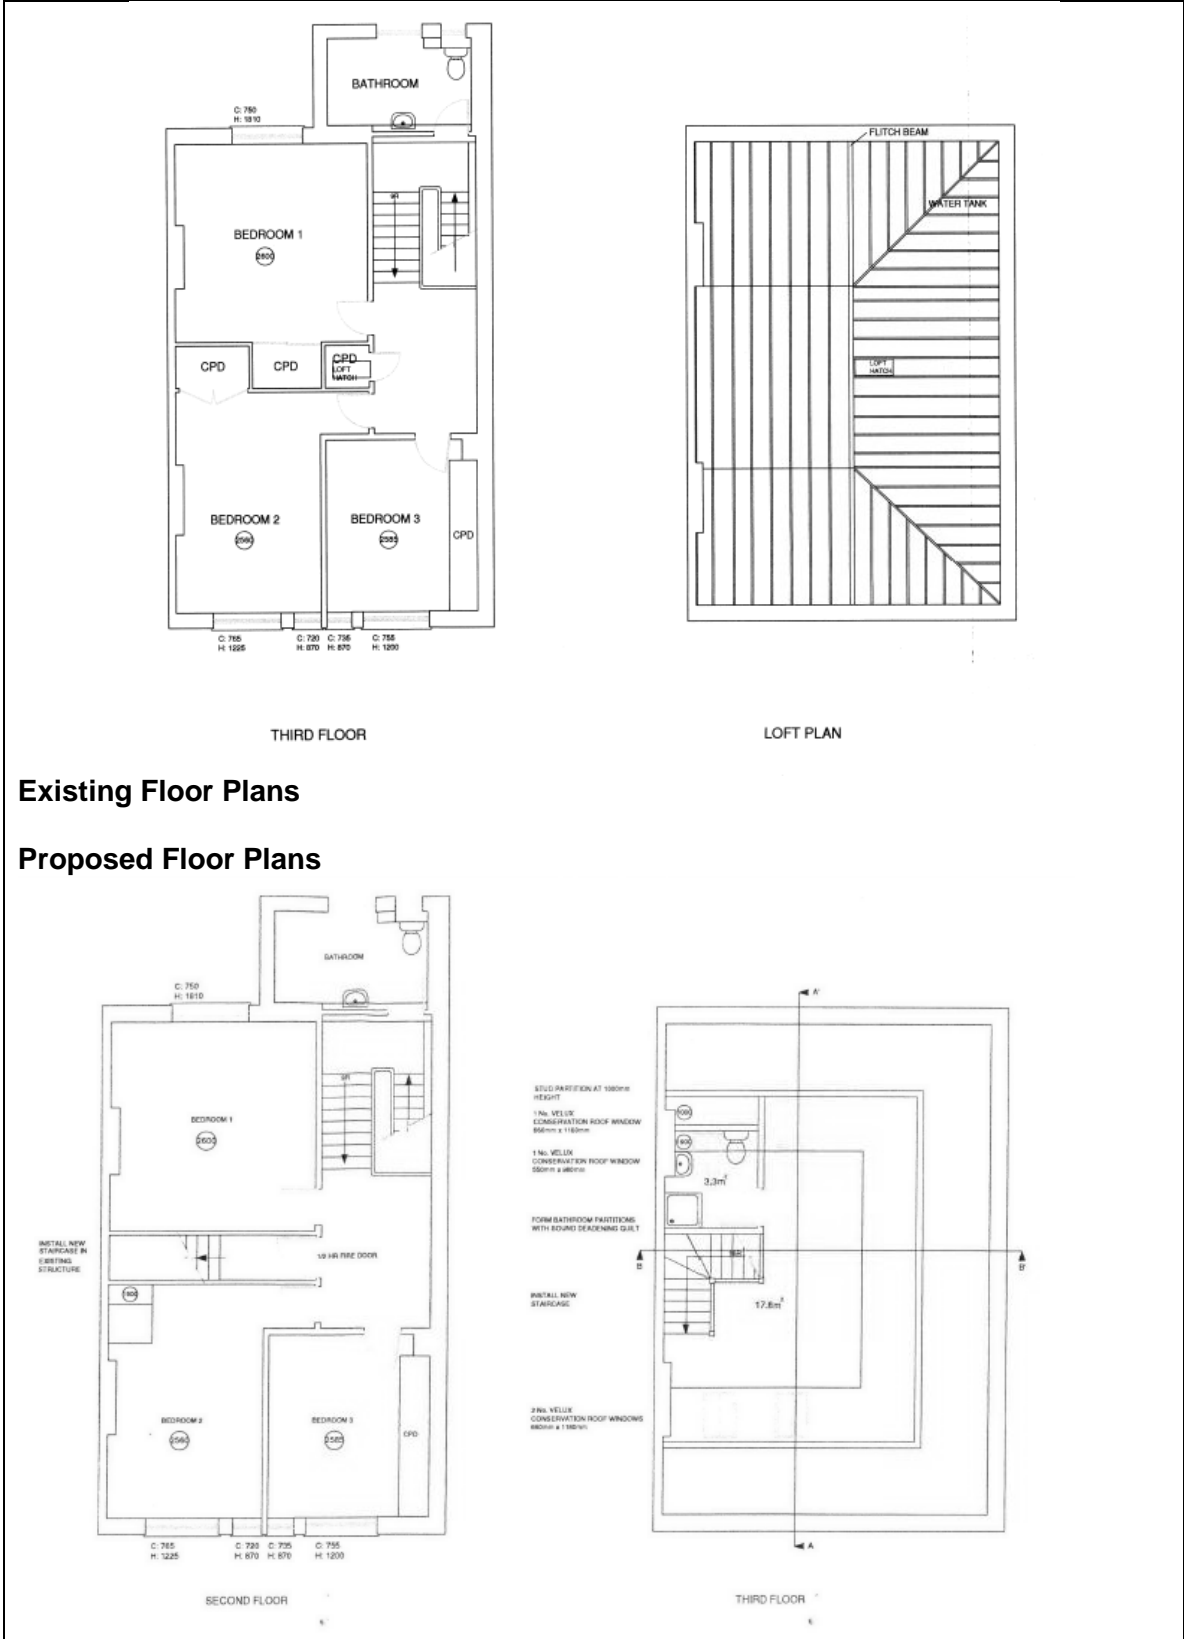 BATHROOM
C: 750
H: 1810
9R
BEDROOM 1
2600
CPD
CPD
CPD
LOFT
HATCH
BEDROOM 2
2560
BEDROOM 3
2585
CPD
C: 765
H: 1225
C: 720
H: 870
C: 735
H: 870
C: 755
H: 1200
THIRD FLOOR
FLITCH BEAM
WATER TANK
LOFT
HATCH
LOFT PLAN
Existing Floor Plans
Proposed Floor Plans
BATHROOM
C: 750
H: 1810
9R
BEDROOM 1
2600
INSTALL NEW
STAIRCASE IN
EXISTING
STRUCTURE
1/2 HR FIRE DOOR
BEDROOM 2
2560
BEDROOM 3
2585
CPD
C: 765
H: 1225
C: 720
H: 870
C: 735
H: 870
C: 755
H: 1200
SECOND FLOOR
A'
STUD PARTITION AT 1000mm
HEIGHT
1 No. VELUX
CONSERVATION ROOF WINDOW
1 No. VELUX
CONSERVATION ROOF WINDOW
FORM BATHROOM PARTITIONS
WITH SOUND DEADENING QUILT
3.3m²
B
B'
INSTALL NEW
STAIRCASE
17.8m²
2 No. VELUX
CONSERVATION ROOF WINDOWS
A
THIRD FLOOR